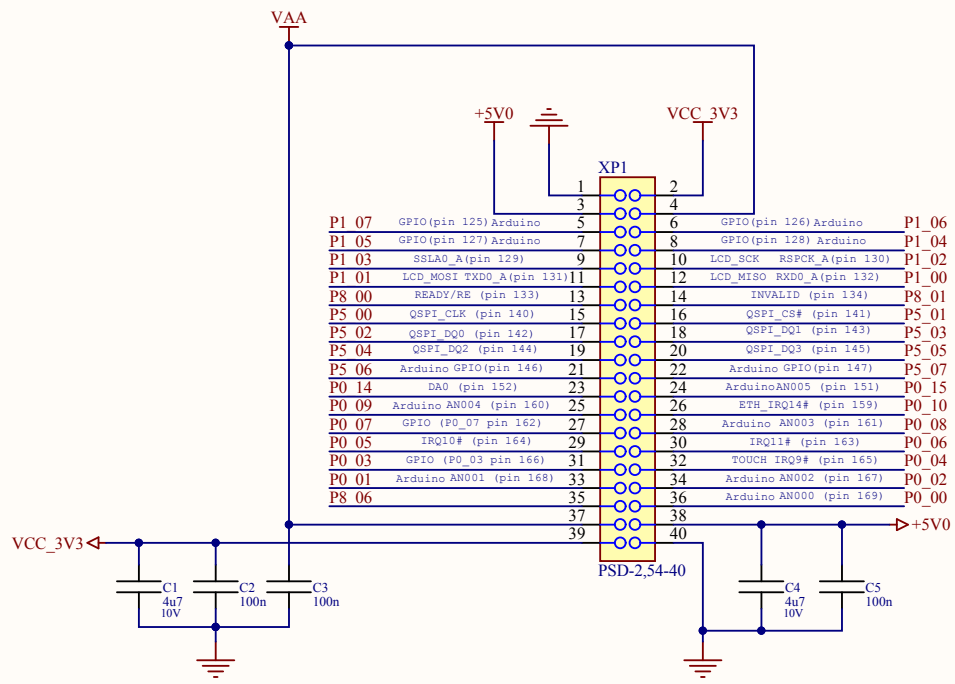 VAA
+5V0 VCC_3V3
XP1
1 2
3 4
P1_07 GPIO(pin 125)Arduino 5 6 GPIO(pin 126)Arduino P1_06
P1_05 GPIO(pin 127)Arduino 7 8 GPIO(pin 128) Arduino P1_04
P1_03 SSLA0_A(pin 129) 9 10 LCD_SCK RSPCK_A(pin 130) P1_02
P1_01 LCD_MOSI TXD0_A(pin 131) 11 12 LCD_MISO RXD0_A(pin 132) P1_00
P8_00 READY/RE (pin 133) 13 14 INVALID (pin 134) P8_01
P5_00 QSPI_CLK (pin 140) 15 16 QSPI_CS# (pin 141) P5_01
P5_02 QSPI_DQ0 (pin 142) 17 18 QSPI_DQ1 (pin 143) P5_03
P5_04 QSPI_DQ2 (pin 144) 19 20 QSPI_DQ3 (pin 145) P5_05
P5_06 Arduino GPIO(pin 146) 21 22 Arduino GPIO(pin 147) P5_07
P0_14 DA0 (pin 152) 23 24 ArduinoAN005 (pin 151) P0_15
P0_09 Arduino AN004 (pin 160) 25 26 ETH_IRQ14# (pin 159) P0_10
P0_07 GPIO (P0_07 pin 162) 27 28 Arduino AN003 (pin 161) P0_08
P0_05 IRQ10# (pin 164) 29 30 IRQ11# (pin 163) P0_06
P0_03 GPIO (P0_03 pin 166) 31 32 TOUCH IRQ9# (pin 165) P0_04
P0_01 Arduino AN001 (pin 168) 33 34 Arduino AN002 (pin 167) P0_02
P8_06 35 36 Arduino AN000 (pin 169) P0_00
37 38 +5V0
VCC_3V3 39 40
PSD-2,54-40
C1 C2 C3 C4 C5
4u7 100n 100n 4u7 100n
10V 10V